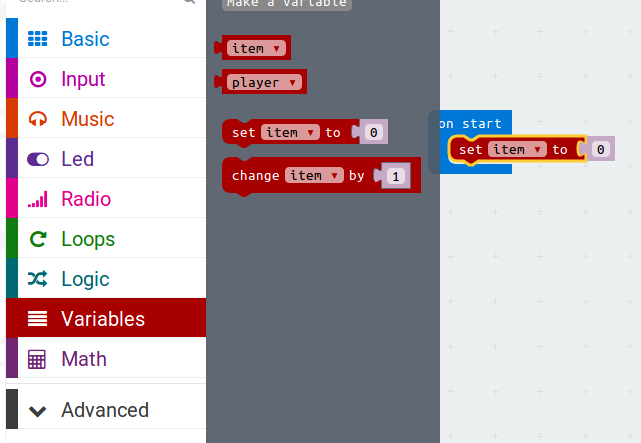 Search...
Make a Variable
Basic
Input
Music
Led
Radio
Loops
Logic
Variables
Math
Advanced
item
player
set item to 0
change item by 1
on start
set item to 0